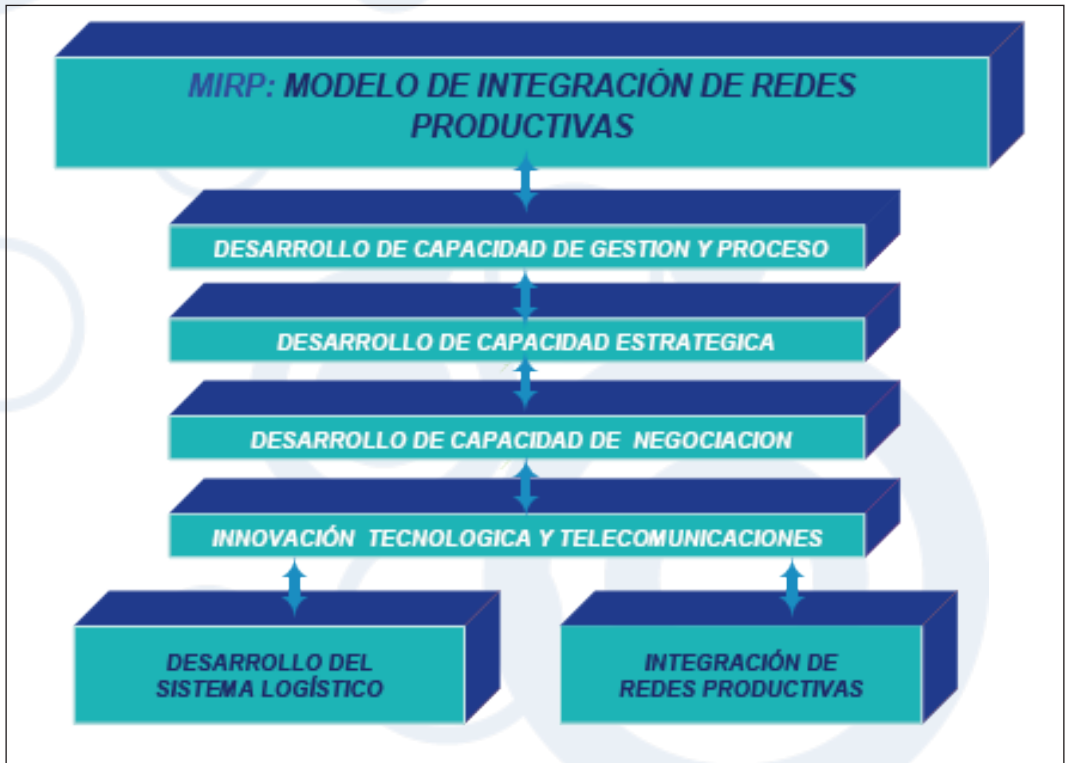 MIRP: MODELO DE INTEGRACIÓN DE REDES
PRODUCTIVAS
DESARROLLO DE CAPACIDAD DE GESTION Y PROCESO
DESARROLLO DE CAPACIDAD ESTRATEGICA
DESARROLLO DE CAPACIDAD DE NEGOCIACION
INNOVACIÓN TECNOLOGICA Y TELECOMUNICACIONES
DESARROLLO DEL
SISTEMA LOGÍSTICO
INTEGRACIÓN DE
REDES PRODUCTIVAS